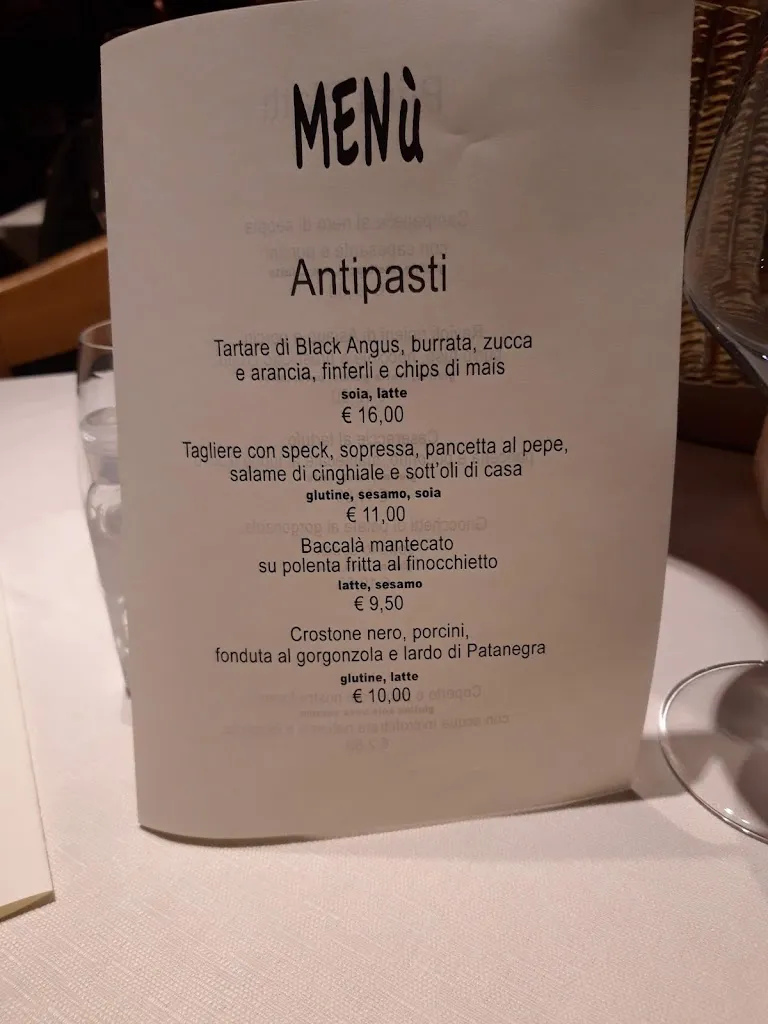 MENù
Antipasti
Tartare di Black Angus, burrata, zucca
e arancia, finferli e chips di mais
soia, latte
€ 16,00
Tagliere con speck, sopressa, pancetta al pepe,
salame di cinghiale e sott'oli di casa
glutine, sesamo, soia
€ 11,00
Baccalà mantecato
su polenta fritta al finocchietto
latte, sesamo
€ 9,50
Crostone nero, porcini,
fonduta al gorgonzola e lardo di Patanegra
glutine, latte
€ 10,00